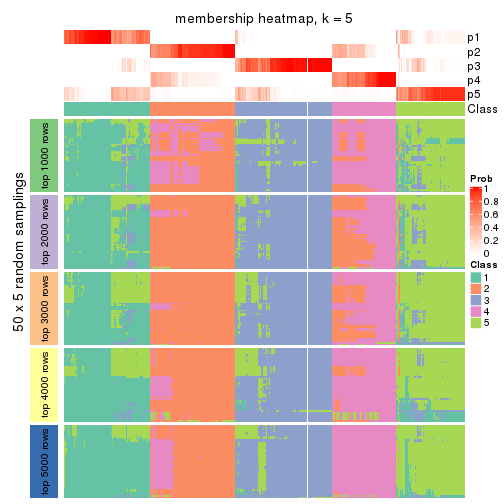 membership heatmap, k = 5
p1
p2
p3
p4
p5
Class
50 x 5 random samplings
top 1000 rows
top 2000 rows
top 3000 rows
top 4000 rows
top 5000 rows
Prob
1
0.8
0.6
0.4
0.2
0
Class
1
2
3
4
5